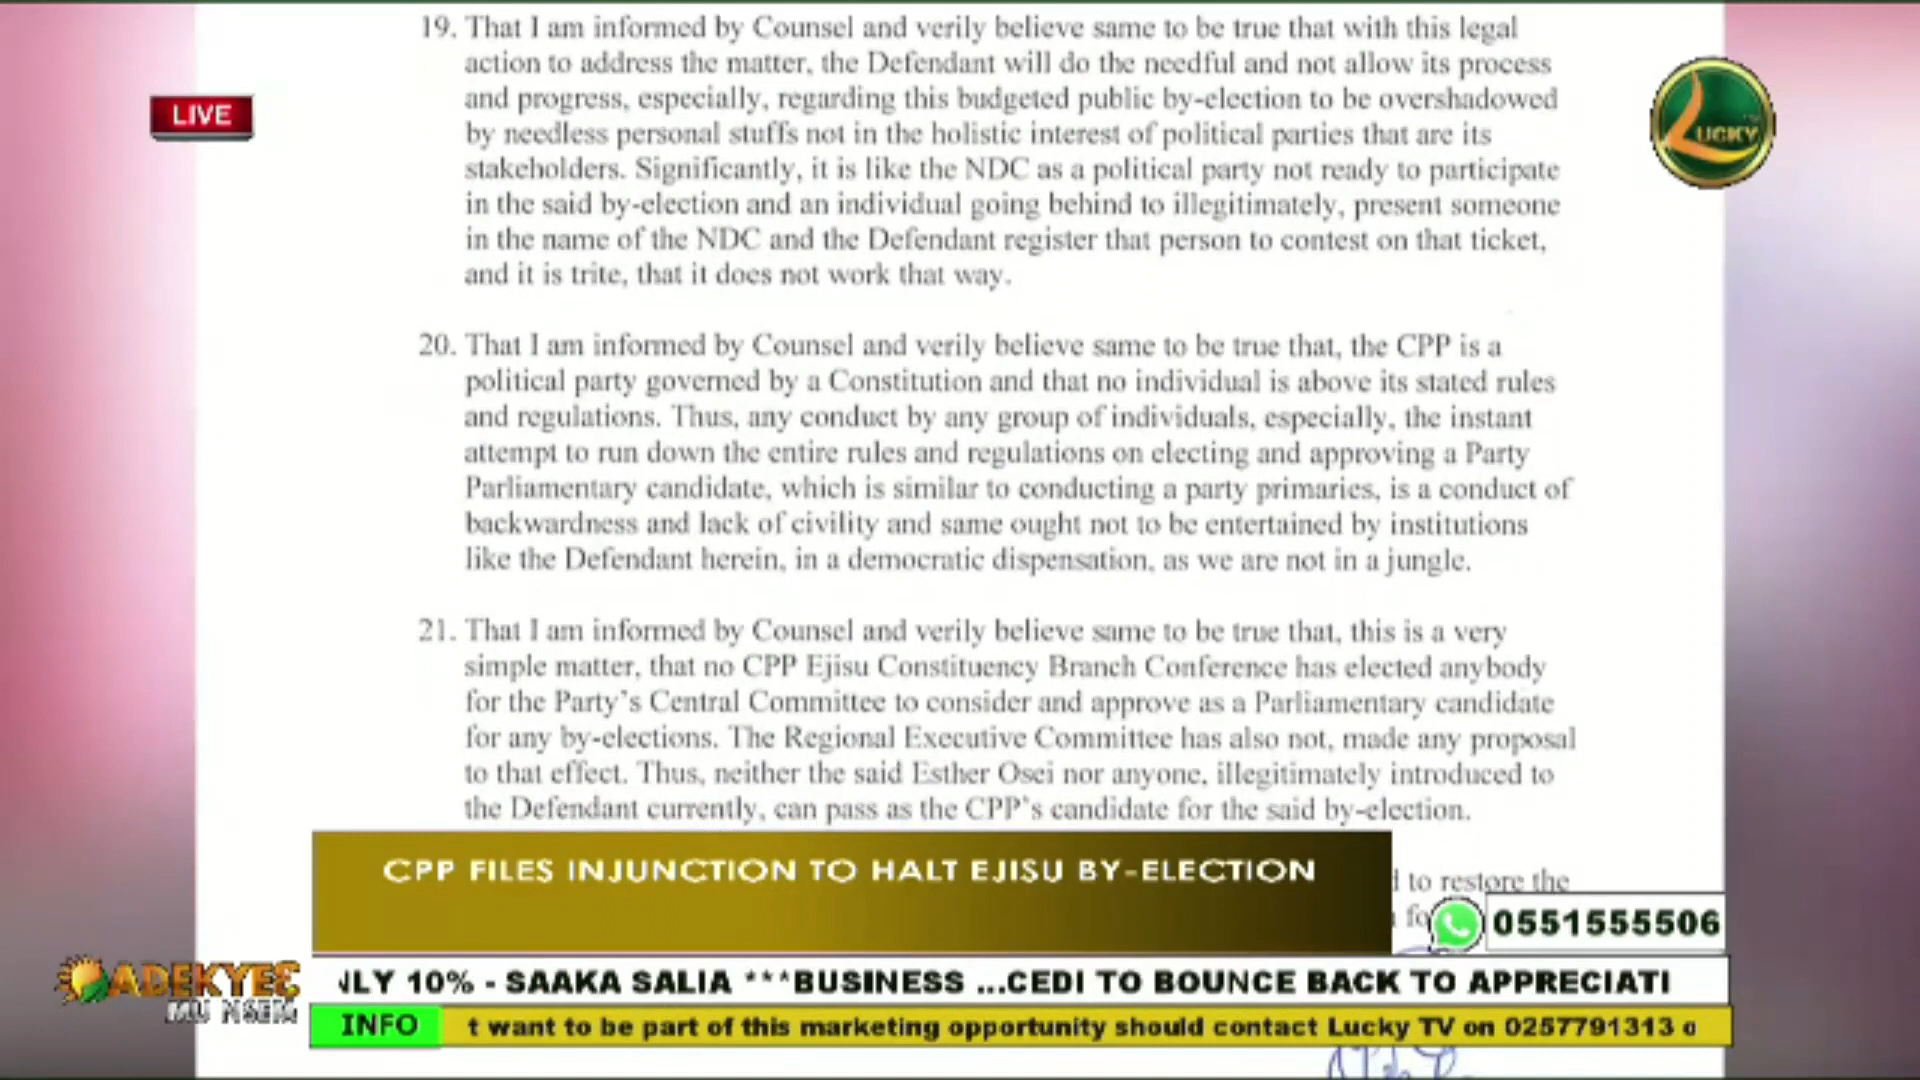 19. That I am informed by Counsel and verily believe same to be true that with this legal
action to address the matter, the Defendant will do the needful and not allow its process
and progress, especially, regarding this budgeted public by-election to be overshadowed
by needless personal stuffs not in the holistic interest of political parties that are its
stakeholders. Significantly, it is like the NDC as a political party not ready to participate
in the said by-election and an individual going behind to illegitimately, present someone
in the name of the NDC and the Defendant register that person to contest on that ticket,
and it is trite, that it does not work that way.
20. That I am informed by Counsel and verily believe same to be true that, the CPP is a
political party governed by a Constitution and that no individual is above its stated rules
and regulations. Thus, any conduct by any group of individuals, especially, the instant
attempt to run down the entire rules and regulations on electing and approving a Party
Parliamentary candidate, which is similar to conducting a party primaries, is a conduct of
backwardness and lack of civility and same ought not to be entertained by institutions
like the Defendant herein, in a democratic dispensation, as we are not in a jungle.
21. That I am informed by Counsel and verily believe same to be true that, this is a very
simple matter, that no CPP Ejisu Constituency Branch Conference has elected anybody
for the Party's Central Committee to consider and approve as a Parliamentary candidate
for any by-elections. The Regional Executive Committee has also not, made any proposal
to that effect. Thus, neither the said Esther Osei nor anyone, illegitimately introduced to
the Defendant currently, can pass as the CPP's candidate for the said by-election.
to restore the
LIVE
LUCKY
CPP FILES INJUNCTION TO HALT EJISU BY-ELECTION
0551555506
ADEKYEƐ
MU NSEM
NLY 10% - SAAKA SALIA ***BUSINESS ...CEDI TO BOUNCE BACK TO APPRECIATI
INFO
t want to be part of this marketing opportunity should contact Lucky TV on 0257791313 o